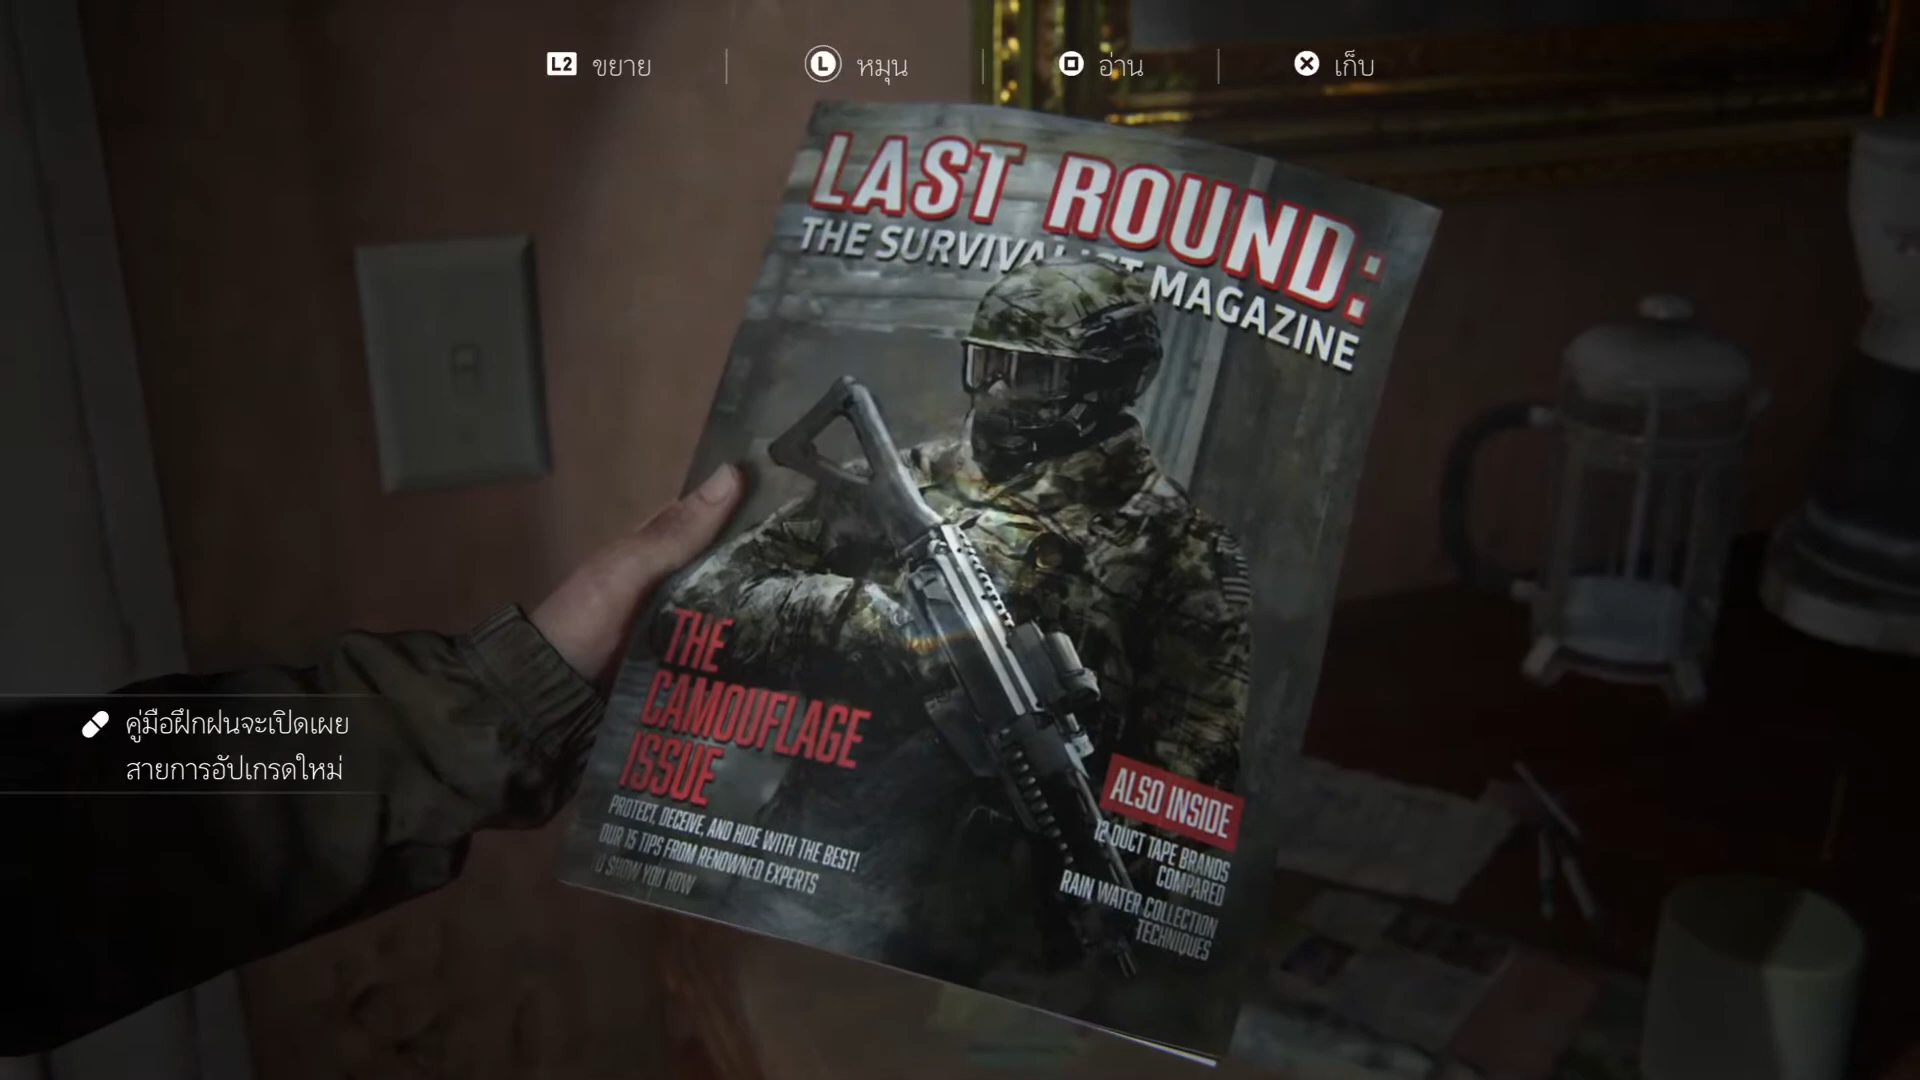 L2 ขยาย
L หมุน
อ่าน
เก็บ
LAST ROUND:
THE SURVIVALIST MAGAZINE
THE
CAMOUFLAGE
ISSUE
PROTECT, DECEIVE, AND HIDE WITH THE BEST!
OUR 15 TIPS FROM RENOWNED EXPERTS
TO SHOW YOU HOW
ALSO INSIDE
12 DUCT TAPE BRANDS
COMPARED
RAIN WATER COLLECTION
TECHNIQUES
คู่มือฝึกฝนจะเปิดเผย
สายการอัปเกรดใหม่